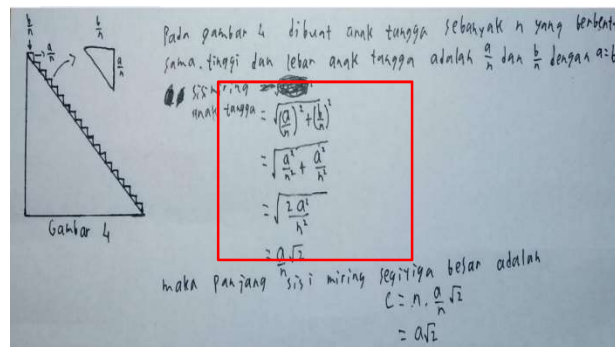 b/n
a/n
b/n
a/n
Gambar 4
Pada gambar 4 dibuat anak tangga sebanyak n yang
sama. tinggi dan lebar anak tangga adalah a/n dan b/n dengan a=b
sisi miring
anak tangga = √((a/n)² + (b/n)²)
= √(a²/n² + a²/n²)
= √(2a²/n²)
= a/n √2
maka panjang sisi miring segitiga besar adalah
C = n . a/n √2
= a√2